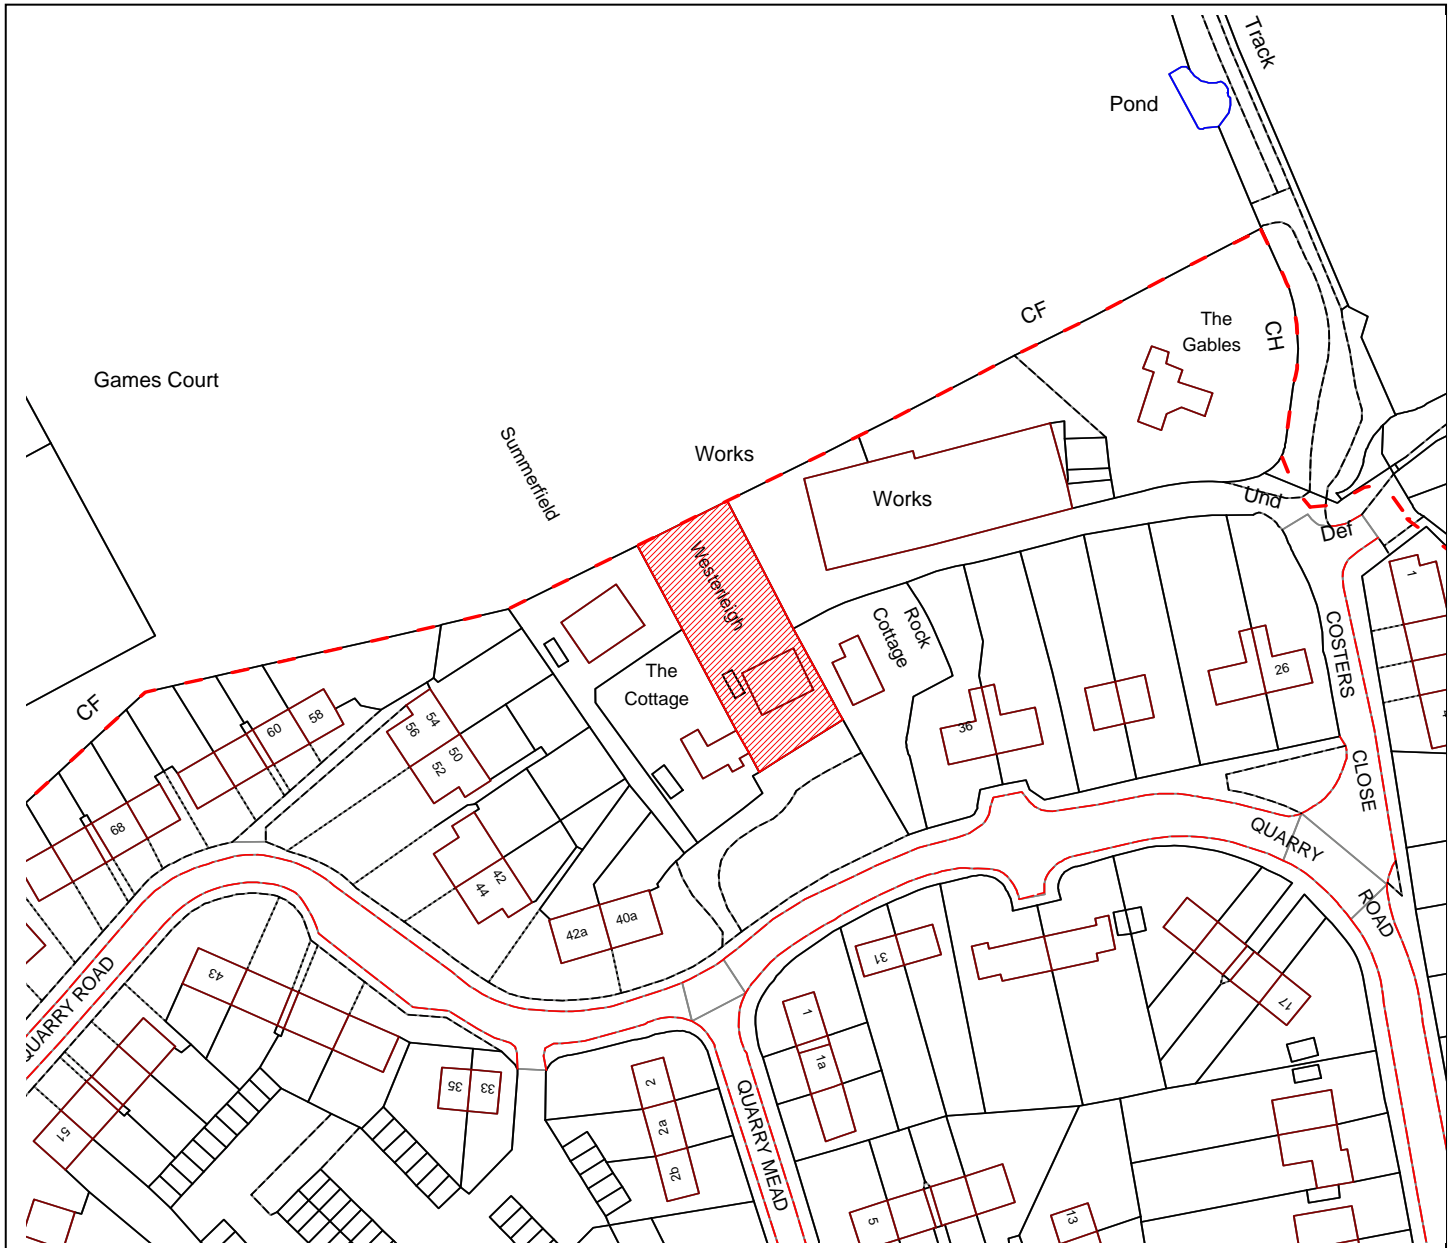 Track
Pond
CF
The
Gables
CH
Games Court
Summerfield
Works
Works
Und
Def
Westerleigh
Rock
Cottage
The
Cottage
COSTERS
CLOSE
1
26
36
CF
58
60
54
56
50
52
68
42
44
QUARRY
ROAD
40a
42a
31
17
43
QUARRY ROAD
1
1a
35
33
2
2a
2b
QUARRY MEAD
51
5
13